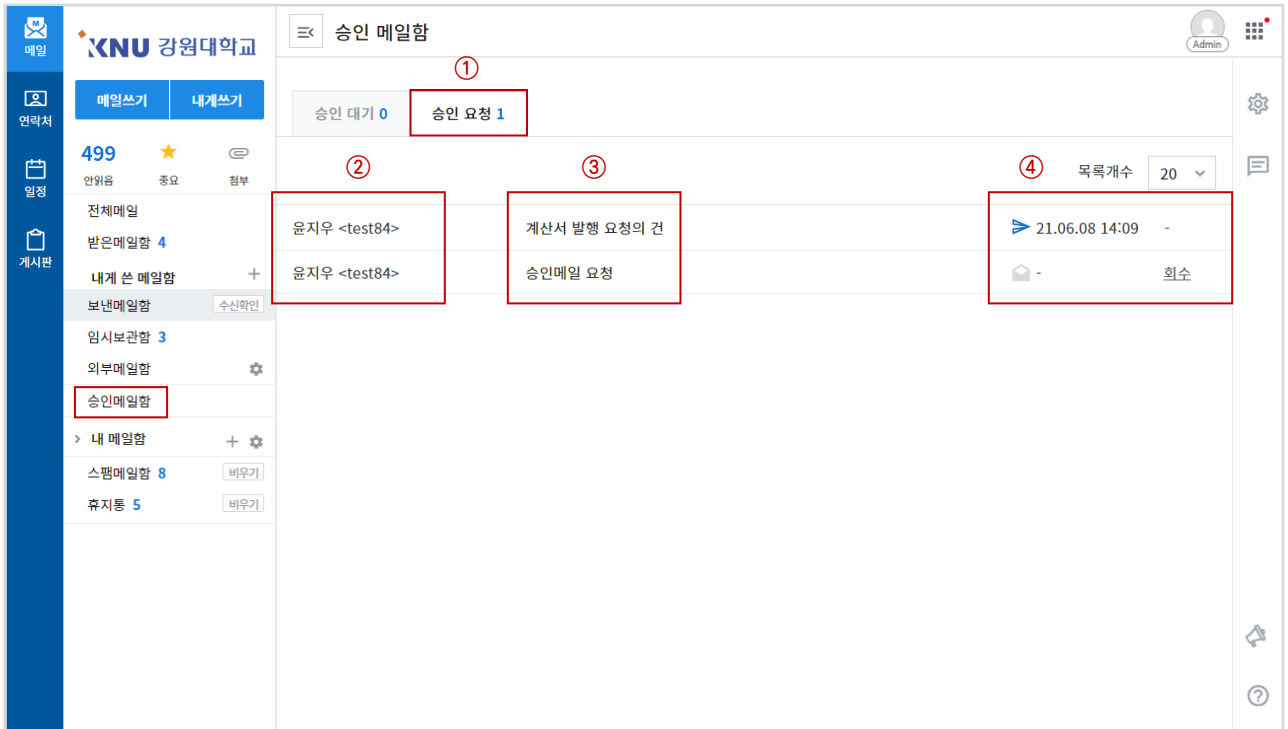 메일
연락처
일정
게시판
KNU 강원대학교
메일쓰기 내게쓰기
499
안읽음 중요 첨부
전체메일
받은메일함 4
내게 쓴 메일함
보낸메일함 수신확인
임시보관함 3
외부메일함
승인메일함
내 메일함
스팸메일함 8 비우기
휴지통 5 비우기
승인 메일함
Admin
①
승인 대기 0 승인 요청 1
② ③ ④
목록개수 20
윤지우 <test84> 계산서 발행 요청의 건 21.06.08 14:09 -
윤지우 <test84> 승인메일 요청 - 회수